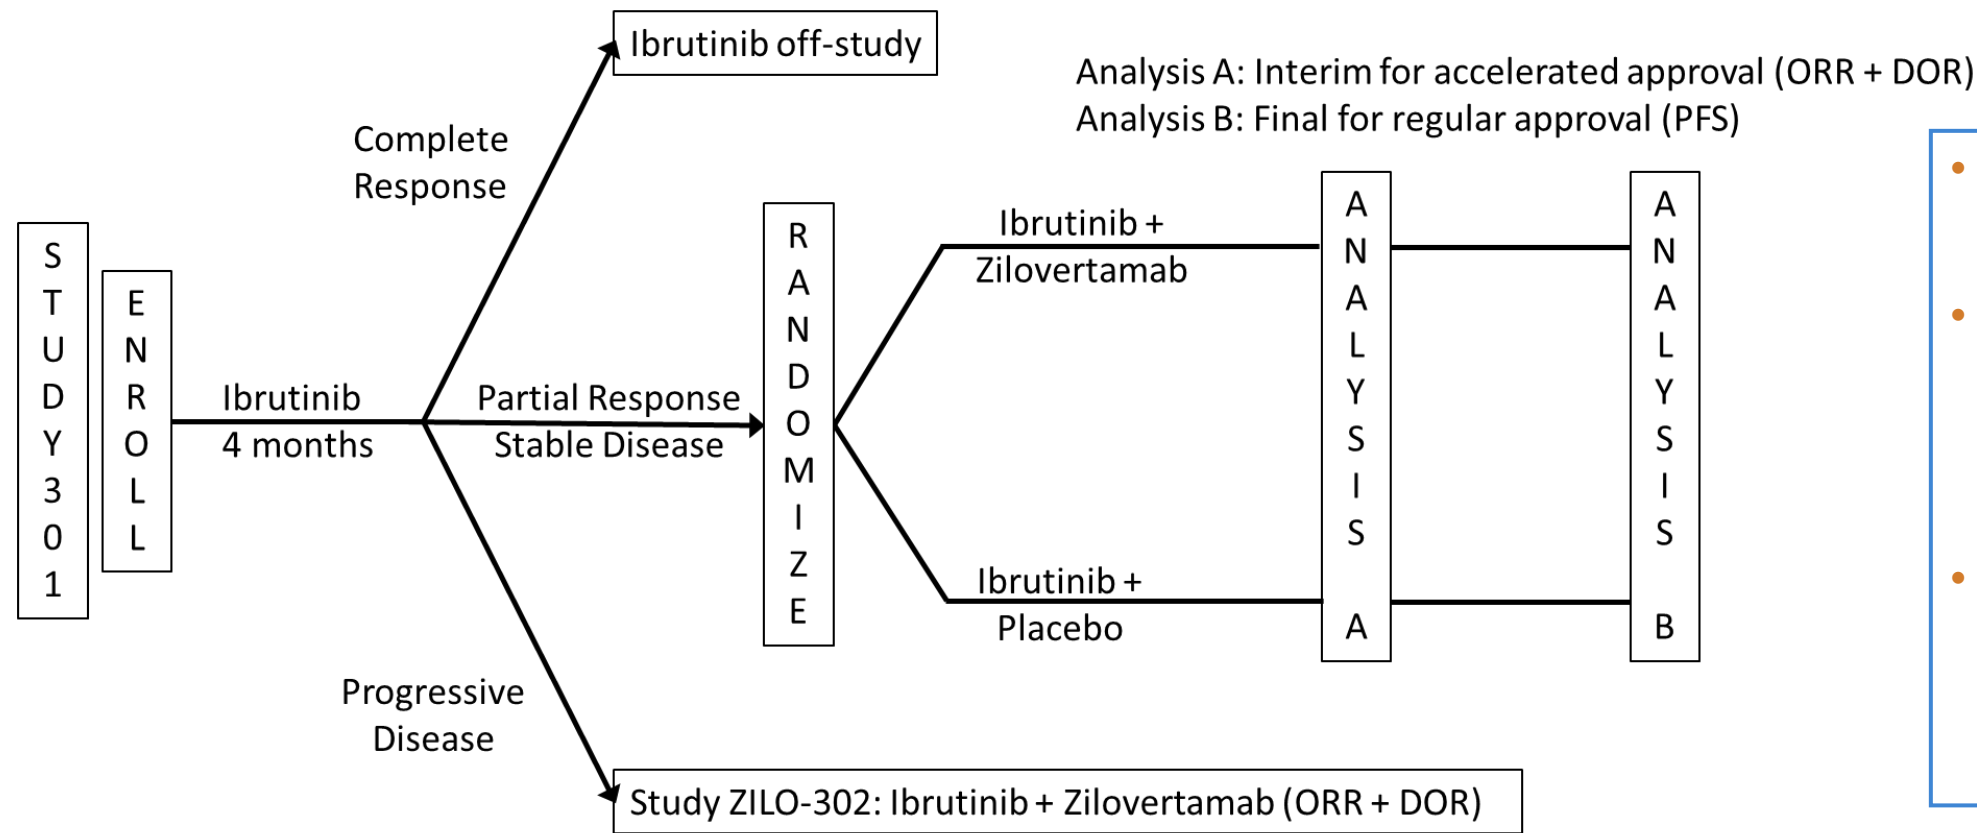 Ibrutinib off-study
Analysis A: Interim for accelerated approval (ORR + DOR)
Analysis B: Final for regular approval (PFS)
Complete
Response
STUDY301
ENROLL
Ibrutinib
4 months
Partial Response
Stable Disease
RANDOMIZE
Ibrutinib +
Zilovertamab
Ibrutinib +
Placebo
ANALYSIS A
ANALYSIS B
Progressive
Disease
Study ZILO-302: Ibrutinib + Zilovertamab (ORR + DOR)